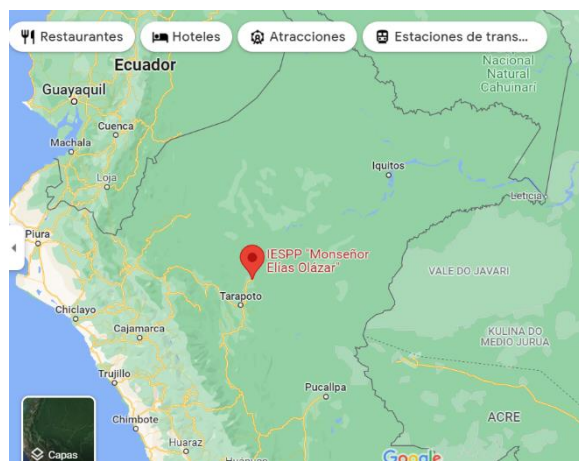 Restaurantes
Hoteles
Atracciones
Estaciones de trans...
Ecuador
Nacional
Natural
Cahuinarí
Guayaquil
Cuenca
Machala
Loja
Iquitos
Leticia
Piura
IESPP "Monseñor
Elías Olázar"
VALE DO JAVARI
Tarapoto
Chiclayo
Cajamarca
KULINA DO
MEDIO JURUÁ
Trujillo
Pucallpa
Chimbote
ACRE
Huaraz
Capas
Google